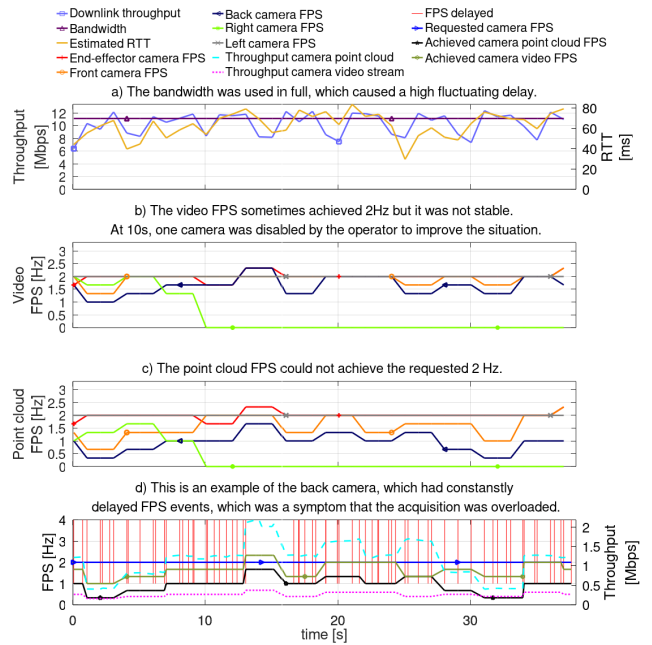 Downlink throughput
Bandwidth
Estimated RTT
End-effector camera FPS
Front camera FPS
Back camera FPS
Right camera FPS
Left camera FPS
Throughput camera point cloud
Throughput camera video stream
FPS delayed
Requested camera FPS
Achieved camera point cloud FPS
Achieved camera video FPS
a) The bandwidth was used in full, which caused a high fluctuating delay.
Throughput
[Mbps]
12
10
8
6
4
2
0
80
60
40
20
0
RTT
[ms]
b) The video FPS sometimes achieved 2Hz but it was not stable.
At 10s, one camera was disabled by the operator to improve the situation.
Video
FPS [Hz]
3
2.5
2
1.5
1
0.5
0
c) The point cloud FPS could not achieve the requested 2 Hz.
Point cloud
FPS [Hz]
3
2.5
2
1.5
1
0.5
0
d) This is an example of the back camera, which had constantly
delayed FPS events, which was a symptom that the acquisition was overloaded.
FPS [Hz]
4
3
2
1
0
2
1.5
1
0.5
0
Throughput
[Mbps]
0
10
20
30
time [s]